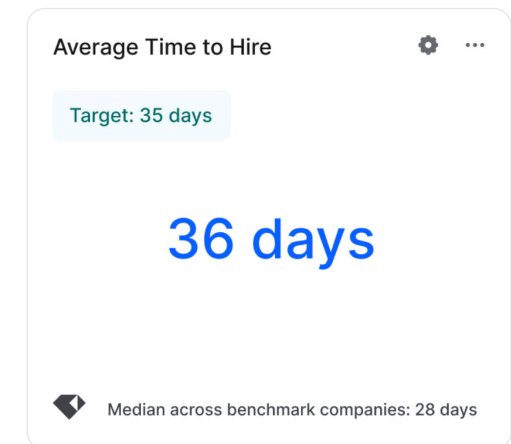 Average Time to Hire
Target: 35 days
36 days
Median across benchmark companies: 28 days